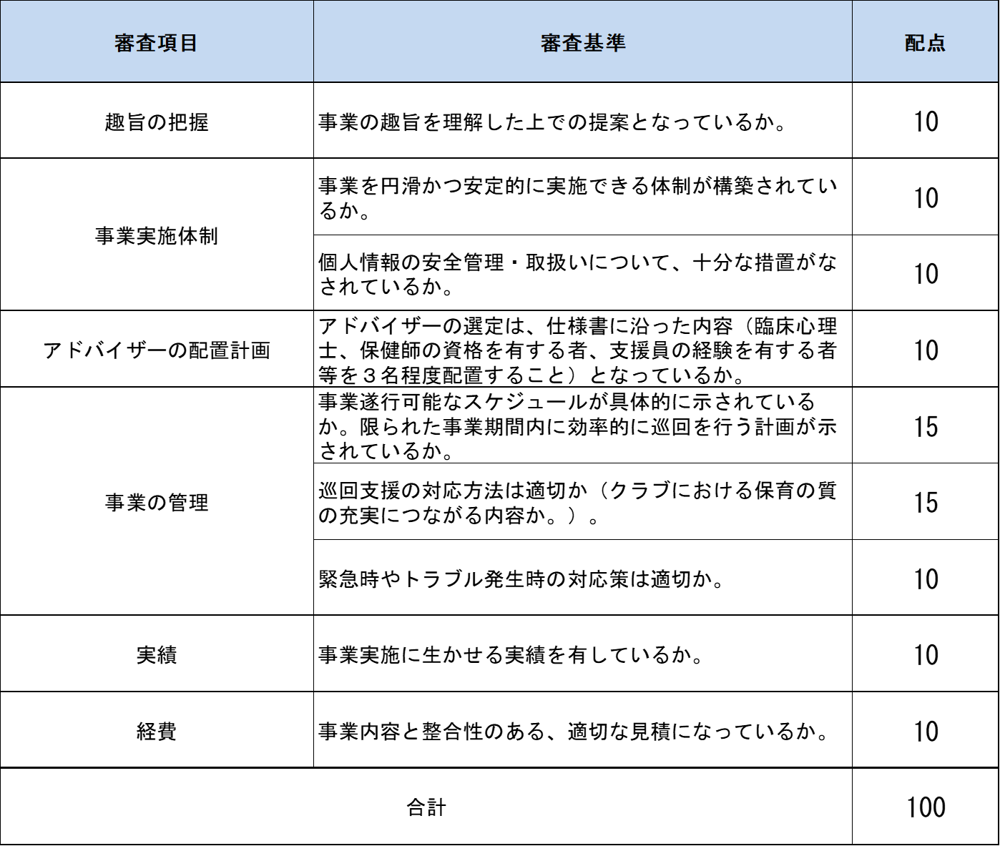 審査項目
審査基準
配点
趣旨の把握
事業の趣旨を理解した上での提案となっているか。
10
事業実施体制
事業を円滑かつ安定的に実施できる体制が構築されてい
るか。
10
個人情報の安全管理・取扱いについて、十分な措置がな
されているか。
10
アドバイザーの配置計画
アドバイザーの選定は、仕様書に沿った内容（臨床心理
士、保健師の資格を有する者、支援員の経験を有する者
等を３名程度配置すること）となっているか。
10
事業の管理
事業遂行可能なスケジュールが具体的に示されている
か。限られた事業期間内に効率的に巡回を行う計画が示
されているか。
15
巡回支援の対応方法は適切か（クラブにおける保育の質
の充実につながる内容か。）。
15
緊急時やトラブル発生時の対応策は適切か。
10
実績
事業実施に生かせる実績を有しているか。
10
経費
事業内容と整合性のある、適切な見積になっているか。
10
合計
100